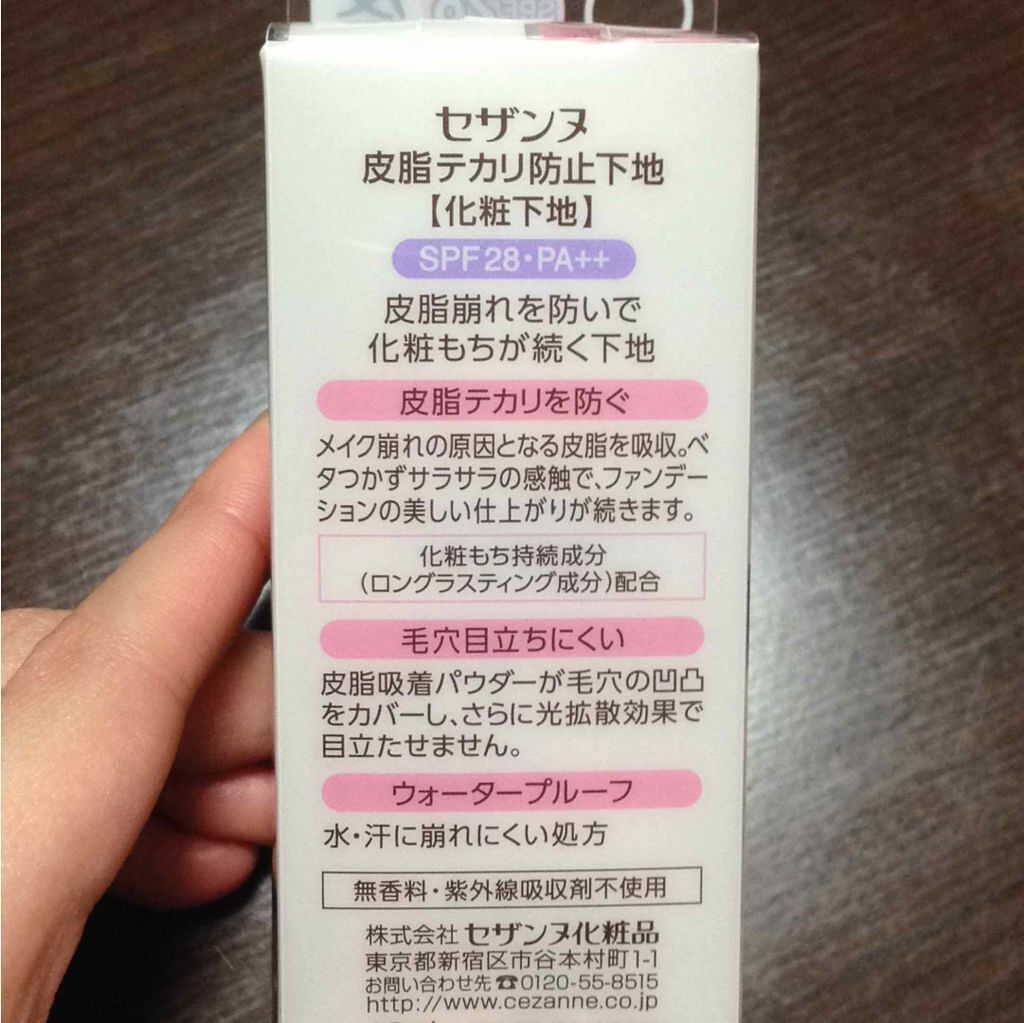 セザンヌ
皮脂テカリ防止下地
【化粧下地】
SPF28・PA++
皮脂崩れを防いで
化粧もちが続く下地
皮脂テカリを防ぐ
メイク崩れの原因となる皮脂を吸収。ベ
タつかずサラサラの感触で、ファンデー
ションの美しい仕上がりが続きます。
化粧もち持続成分
(ロングラスティング成分)配合
毛穴目立ちにくい
皮脂吸着パウダーが毛穴の凹凸
をカバーし、さらに光拡散効果で
目立たせません。
ウォータープルーフ
水・汗に崩れにくい処方
無香料・紫外線吸収剤不使用
株式会社セザンヌ化粧品
東京都新宿区市谷本村町1-1
お問い合わせ先☎0120-55-8515
http://www.cezanne.co.jp